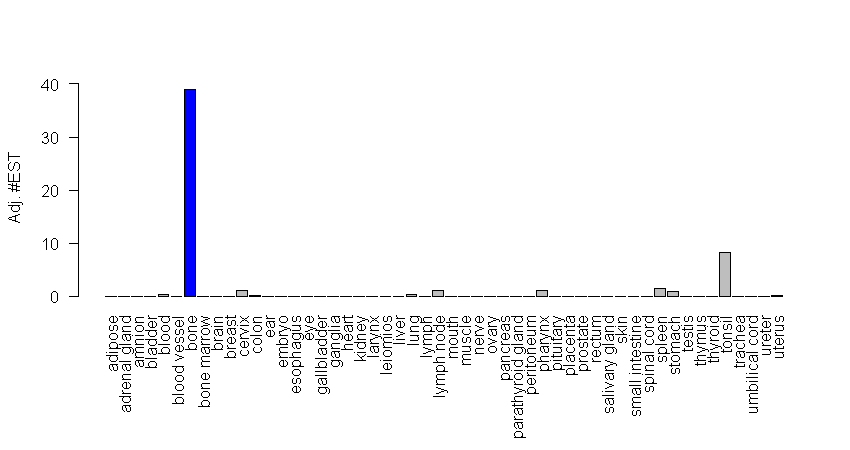 Adj. #EST
40
30
20
10
0
adipose
adrenal gland
amnion
bladder
blood
blood vessel
bone
bone marrow
brain
breast
cervix
colon
ear
embryo
esophagus
eye
gallbladder
ganglia
heart
kidney
larynx
leiomios
liver
lung
lymph
lymph node
mouth
muscle
nerve
ovary
pancreas
parathyroid gland
peritoneum
pharynx
pituitary
placenta
prostate
rectum
salivary gland
skin
small intestine
spinal cord
spleen
stomach
testis
thymus
thyroid
tonsil
trachea
umbilical cord
ureter
uterus